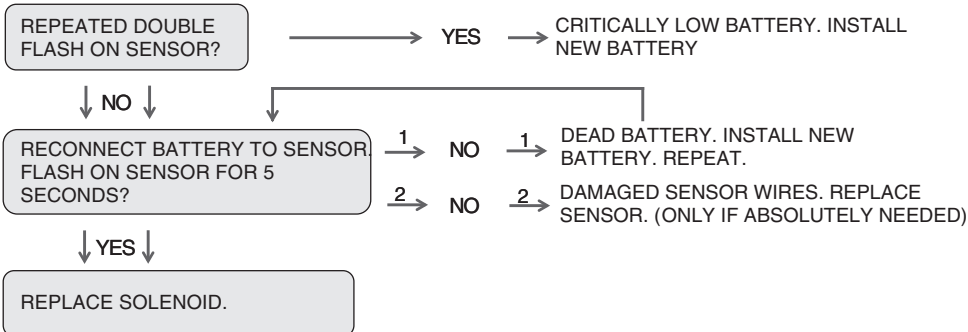 REPEATED DOUBLE
FLASH ON SENSOR?
YES
CRITICALLY LOW BATTERY. INSTALL
NEW BATTERY
NO
RECONNECT BATTERY TO SENSOR.
FLASH ON SENSOR FOR 5
SECONDS?
1
NO
1
DEAD BATTERY. INSTALL NEW
BATTERY. REPEAT.
2
NO
2
DAMAGED SENSOR WIRES. REPLACE
SENSOR. (ONLY IF ABSOLUTELY NEEDED)
YES
REPLACE SOLENOID.